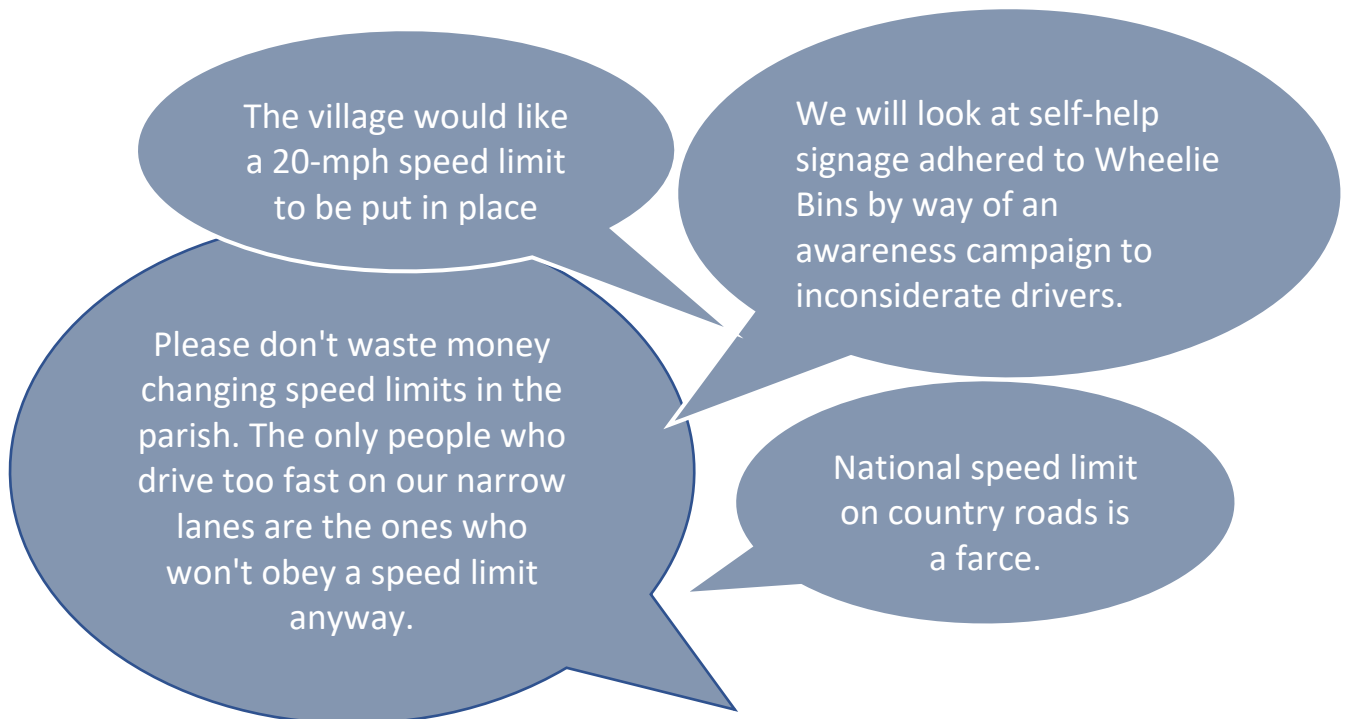 The village would like
a 20-mph speed limit
to be put in place
We will look at self-help
signage adhered to Wheelie
Bins by way of an
awareness campaign to
inconsiderate drivers.
Please don't waste money
changing speed limits in the
parish. The only people who
drive too fast on our narrow
lanes are the ones who
won't obey a speed limit
anyway.
National speed limit
on country roads is
a farce.